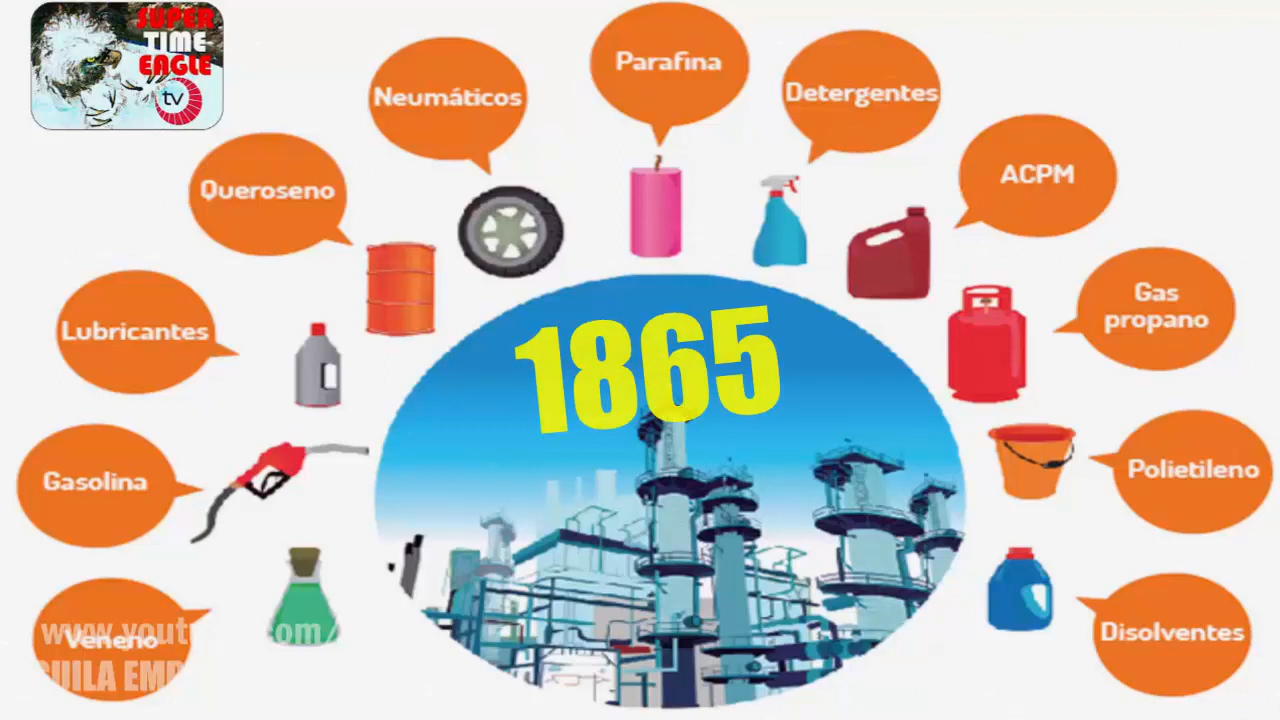 SUPER
TIME
EAGLE
tv
Parafina
Detergentes
Neumáticos
ACPM
Queroseno
Gas
propano
Lubricantes
1865
Polietileno
Gasolina
Disolventes
Veneno